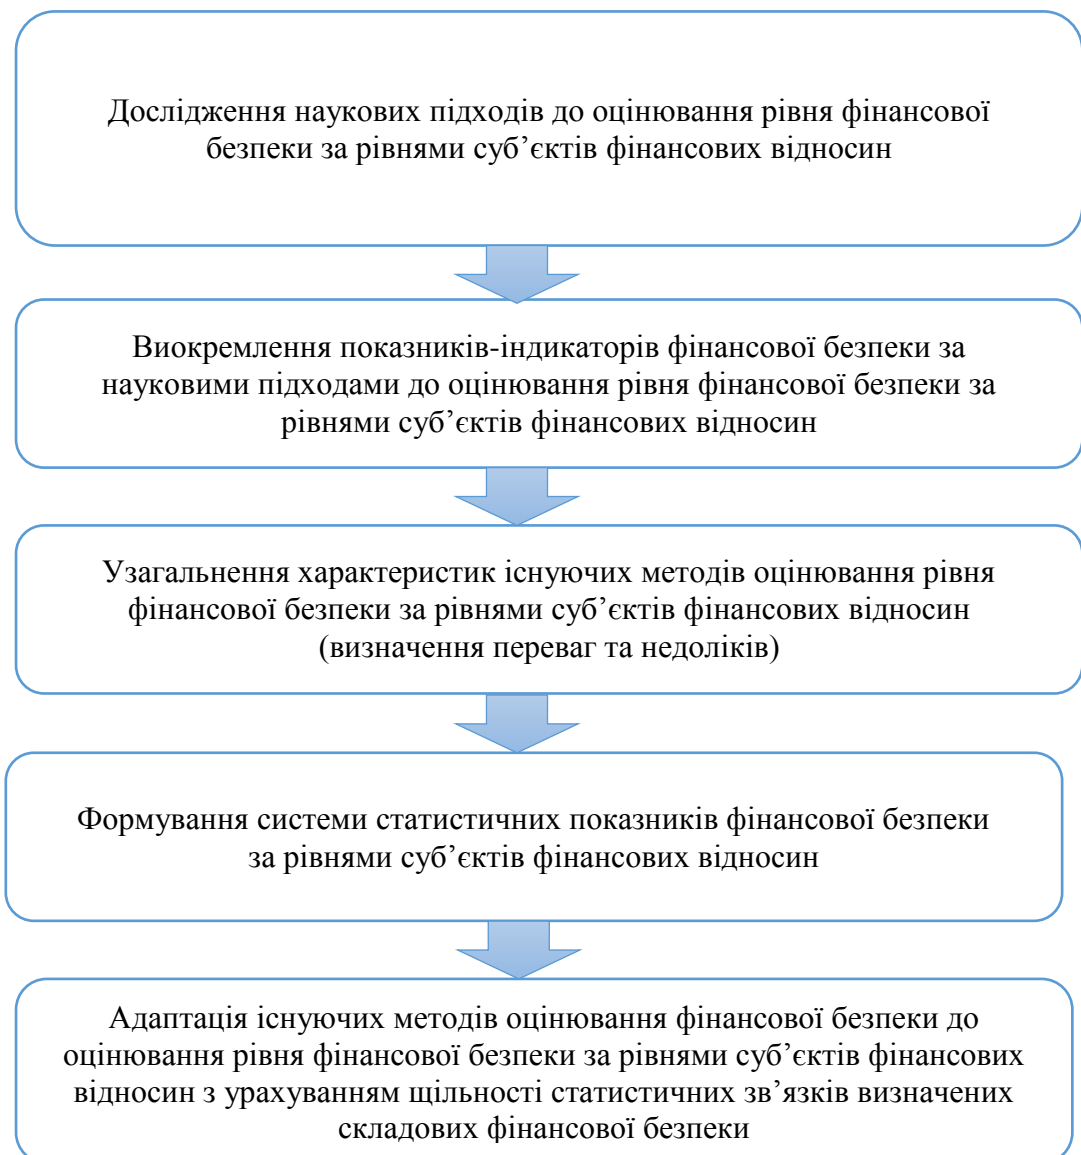 Дослідження наукових підходів до оцінювання рівня фінансової
безпеки за рівнями суб’єктів фінансових відносин
Виокремлення показників-індикаторів фінансової безпеки за
науковими підходами до оцінювання рівня фінансової безпеки за
рівнями суб’єктів фінансових відносин
Узагальнення характеристик існуючих методів оцінювання рівня
фінансової безпеки за рівнями суб’єктів фінансових відносин
(визначення переваг та недоліків)
Формування системи статистичних показників фінансової безпеки
за рівнями суб’єктів фінансових відносин
Адаптація існуючих методів оцінювання фінансової безпеки до
оцінювання рівня фінансової безпеки за рівнями суб’єктів фінансових
відносин з урахуванням щільності статистичних зв’язків визначених
складових фінансової безпеки